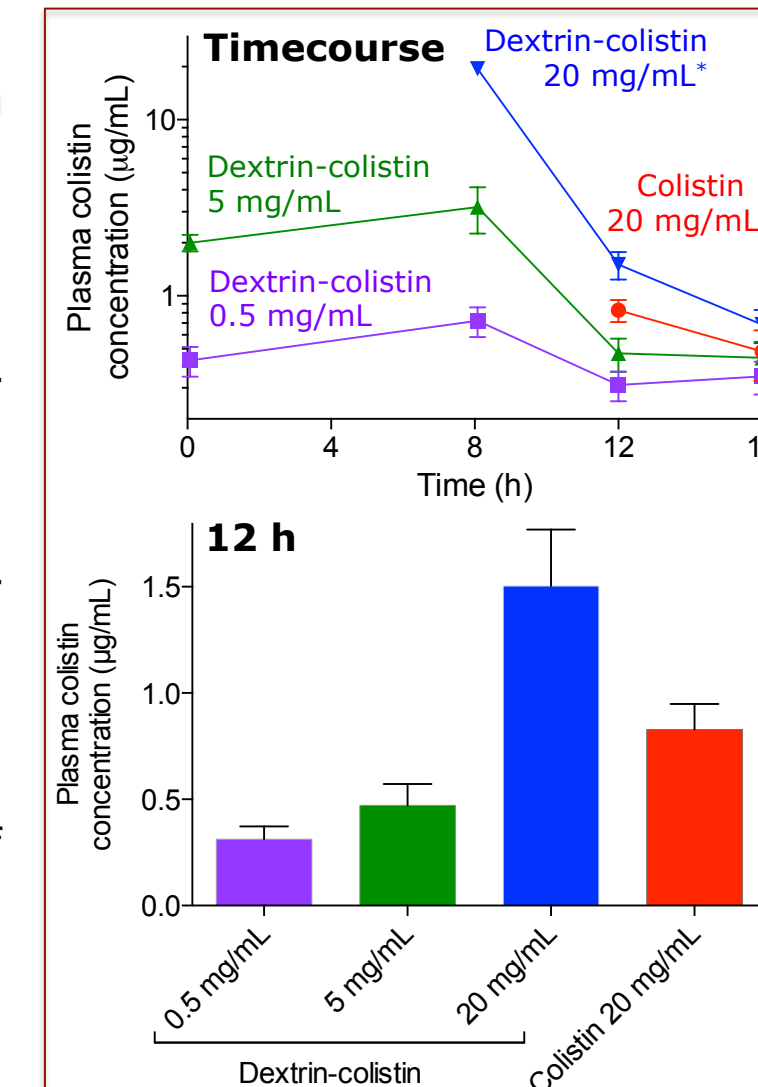 Timecourse
Dextrin-colistin
20 mg/mL*
Dextrin-colistin
5 mg/mL
Colistin
20 mg/mL
Dextrin-colistin
0.5 mg/mL
Plasma colistin
concentration (µg/mL)
10
1
0 4 8 12 1
Time (h)
12 h
Plasma colistin
concentration (µg/mL)
1.5
1.0
0.5
0.0
0.5 mg/mL
5 mg/mL
20 mg/mL
Colistin 20 mg/mL
Dextrin-colistin